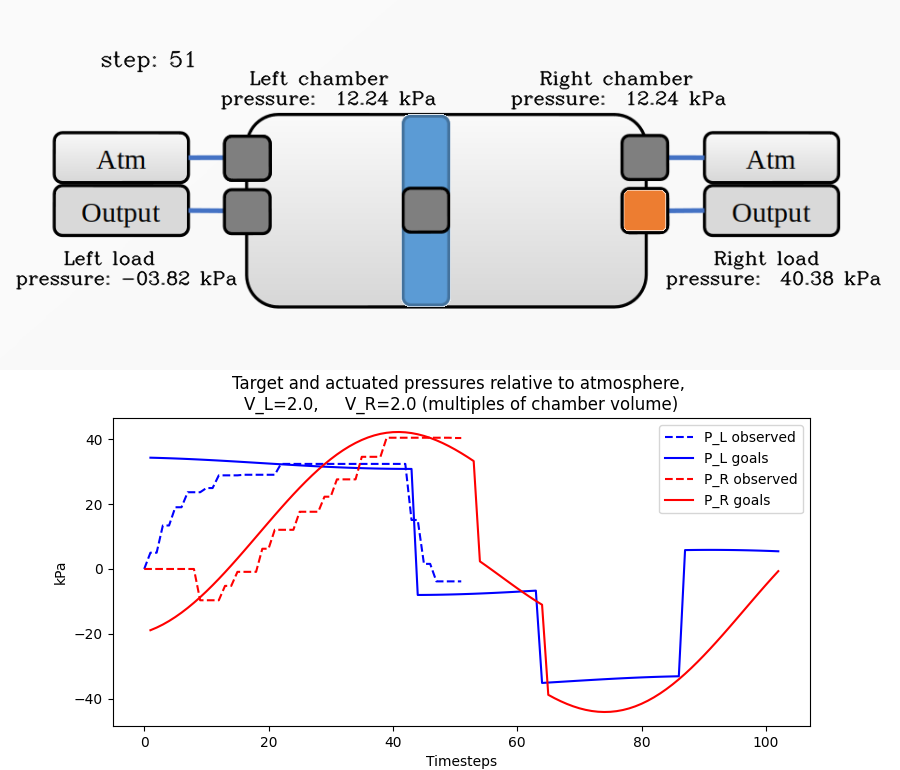 step: 51
Left chamber
pressure:  12.24 kPa
Right chamber
pressure:  12.24 kPa
Atm
Output
Atm
Output
Left load
pressure: -03.82 kPa
Right load
pressure:  40.38 kPa
Target and actuated pressures relative to atmosphere,
V_L=2.0,     V_R=2.0 (multiples of chamber volume)
P_L observed
P_L goals
P_R observed
P_R goals
kPa
40
20
0
−20
−40
0 20 40 60 80 100
Timesteps